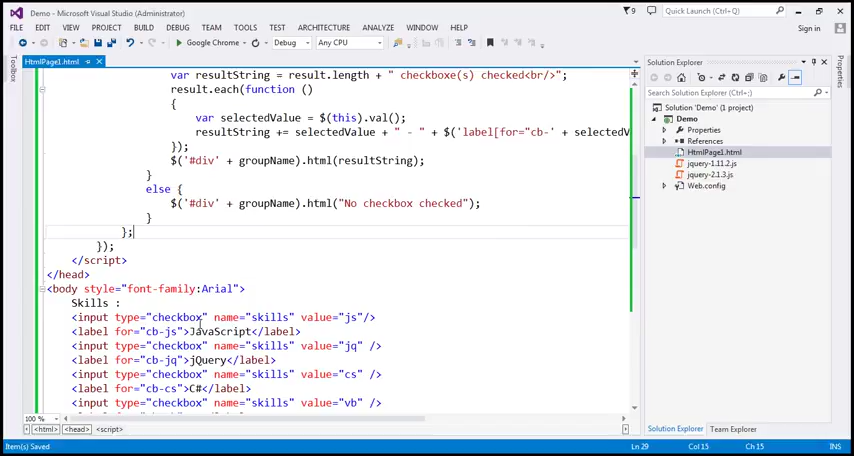 Demo - Microsoft Visual Studio (Administrator)
9
Quick Launch (Ctrl+Q)
FILE EDIT VIEW PROJECT BUILD DEBUG TEAM TOOLS TEST ARCHITECTURE ANALYZE WINDOW HELP
Sign in
Google Chrome
Debug
Any CPU
Toolbox
HtmlPage1.html
var resultString = result.length + " checkboxe(s) checked<br/>";
result.each(function ()
{
var selectedValue = $(this).val();
resultString += selectedValue + " - " + $('label[for="cb-' + selectedV
});
$('#div' + groupName).html(resultString);
}
else {
$('#div' + groupName).html("No checkbox checked");
}
};
});
</script>
</head>
<body style="font-family:Arial">
Skills :
<input type="checkbox" name="skills" value="js"/>
<label for="cb-js">JavaScript</label>
<input type="checkbox" name="skills" value="jq" />
<label for="cb-jq">jQuery</label>
<input type="checkbox" name="skills" value="cs" />
<label for="cb-cs">C#</label>
<input type="checkbox" name="skills" value="vb" />
100 %
<html> <head> <script>
Solution Explorer
Search Solution Explorer (Ctrl+;)
Solution 'Demo' (1 project)
Demo
Properties
References
HtmlPage1.html
jquery-1.11.2.js
jquery-2.1.3.js
Web.config
Solution Explorer Team Explorer
Properties
Item(s) Saved
Ln 29 Col 15 Ch 15 INS